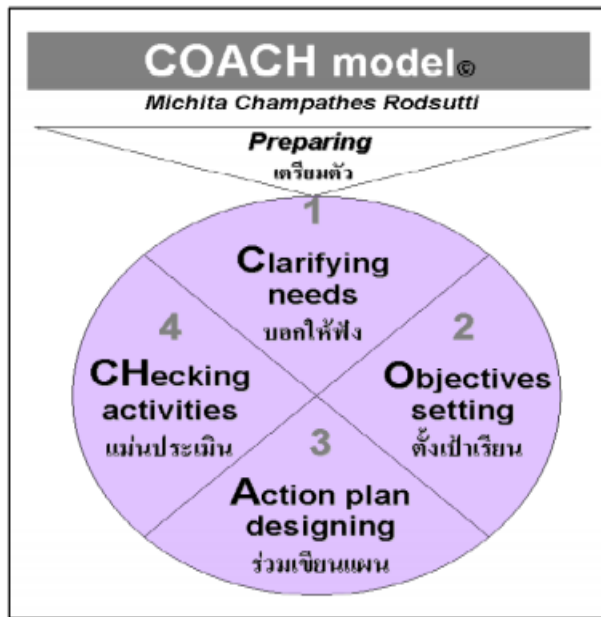 COACH model©
Michita Champathes Rodsutti
Preparing
เตรียมตัว
1
Clarifying
needs
บอกให้ฟัง
2
Objectives
setting
ตั้งเป้าเรียน
3
Action plan
designing
ร่วมเขียนแผน
4
CHecking
activities
แม่นประเมิน